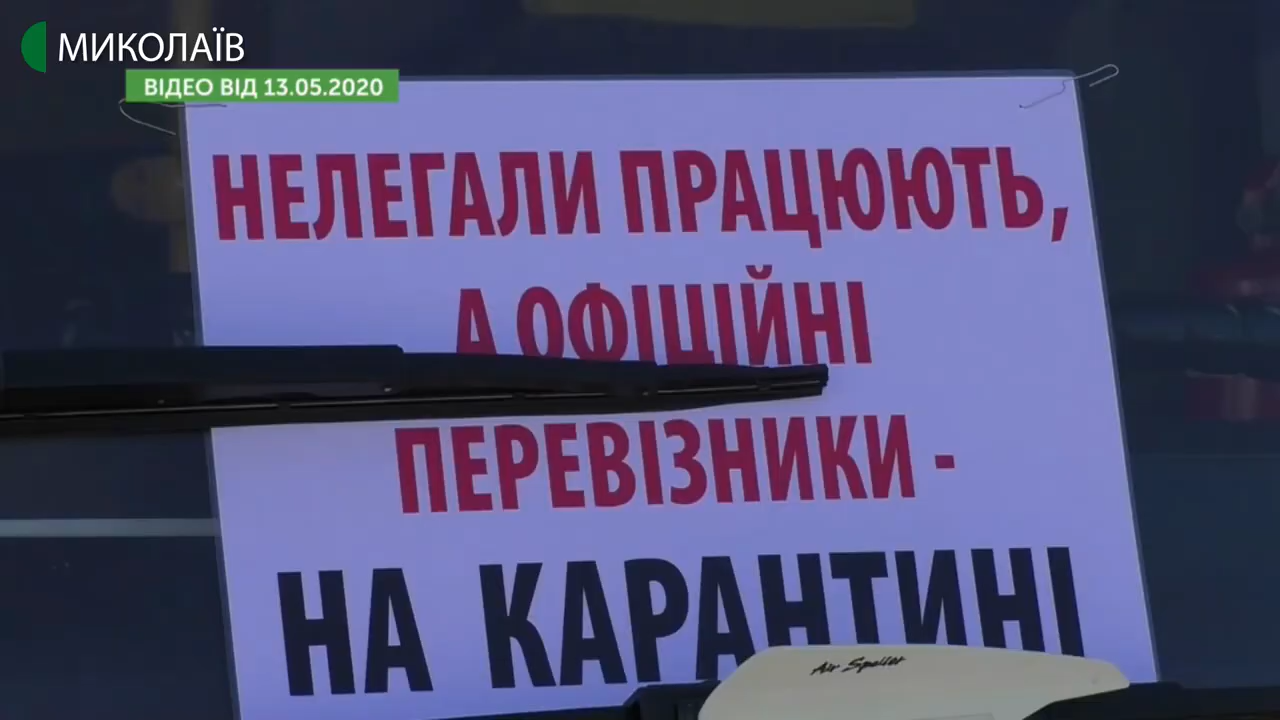 МИКОЛАЇВ
ВІДЕО ВІД 13.05.2020
НЕЛЕГАЛИ ПРАЦЮЮТЬ,
А ОФІЦІЙНІ
ПЕРЕВІЗНИКИ -
НА КАРАНТИНІ
Air Spoiler